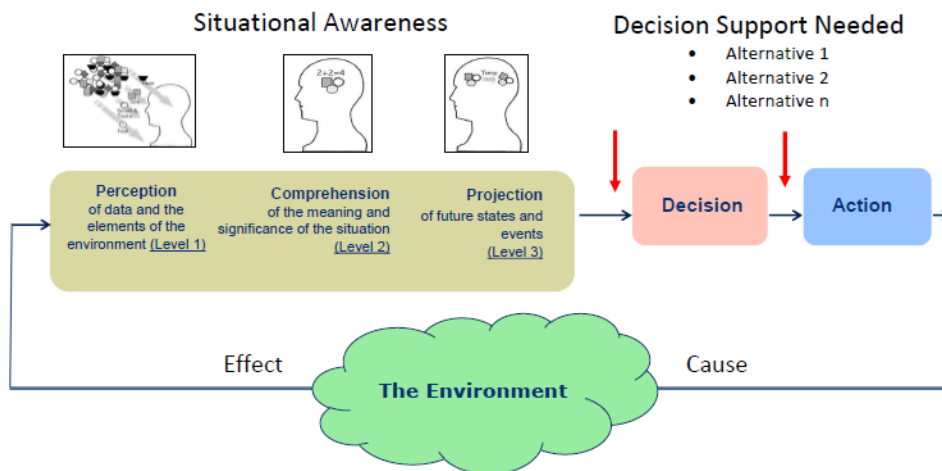 Situational Awareness
Decision Support Needed
• Alternative 1
• Alternative 2
• Alternative n
2+2=4
Time
Perception
of data and the
elements of the
environment (Level 1)
Comprehension
of the meaning and
significance of the situation
(Level 2)
Projection
of future states and
events
(Level 3)
Decision
Action
Effect
The Environment
Cause